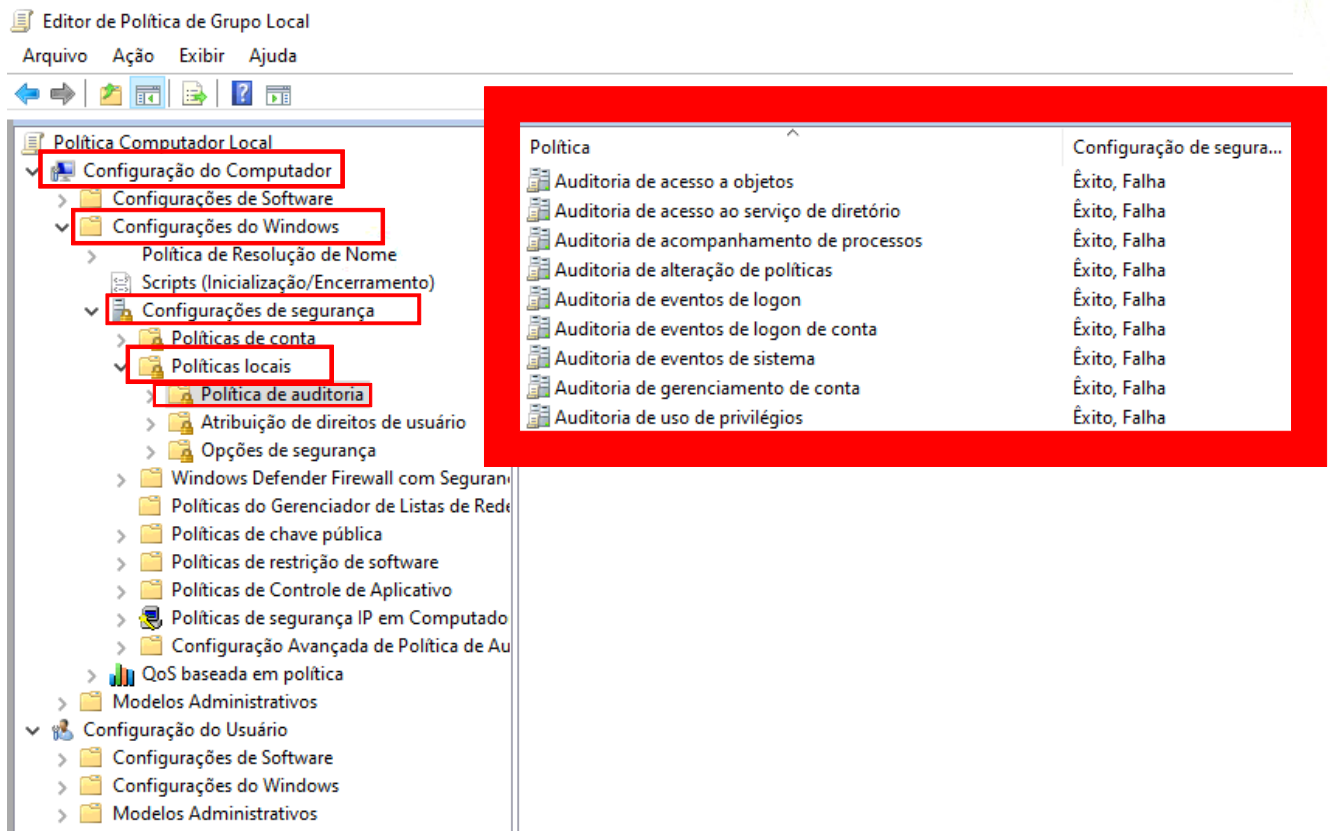 Editor de Política de Grupo Local
Arquivo Ação Exibir Ajuda
Política Computador Local
Configuração do Computador
Configurações de Software
Configurações do Windows
Política de Resolução de Nome
Scripts (Inicialização/Encerramento)
Configurações de segurança
Políticas de conta
Políticas locais
Política de auditoria
Atribuição de direitos de usuário
Opções de segurança
Windows Defender Firewall com Seguran
Políticas do Gerenciador de Listas de Rede
Políticas de chave pública
Políticas de restrição de software
Políticas de Controle de Aplicativo
Políticas de segurança IP em Computado
Configuração Avançada de Política de Au
QoS baseada em política
Modelos Administrativos
Configuração do Usuário
Configurações de Software
Configurações do Windows
Modelos Administrativos
Política Configuração de segura...
Auditoria de acesso a objetos Êxito, Falha
Auditoria de acesso ao serviço de diretório Êxito, Falha
Auditoria de acompanhamento de processos Êxito, Falha
Auditoria de alteração de políticas Êxito, Falha
Auditoria de eventos de logon Êxito, Falha
Auditoria de eventos de logon de conta Êxito, Falha
Auditoria de eventos de sistema Êxito, Falha
Auditoria de gerenciamento de conta Êxito, Falha
Auditoria de uso de privilégios Êxito, Falha